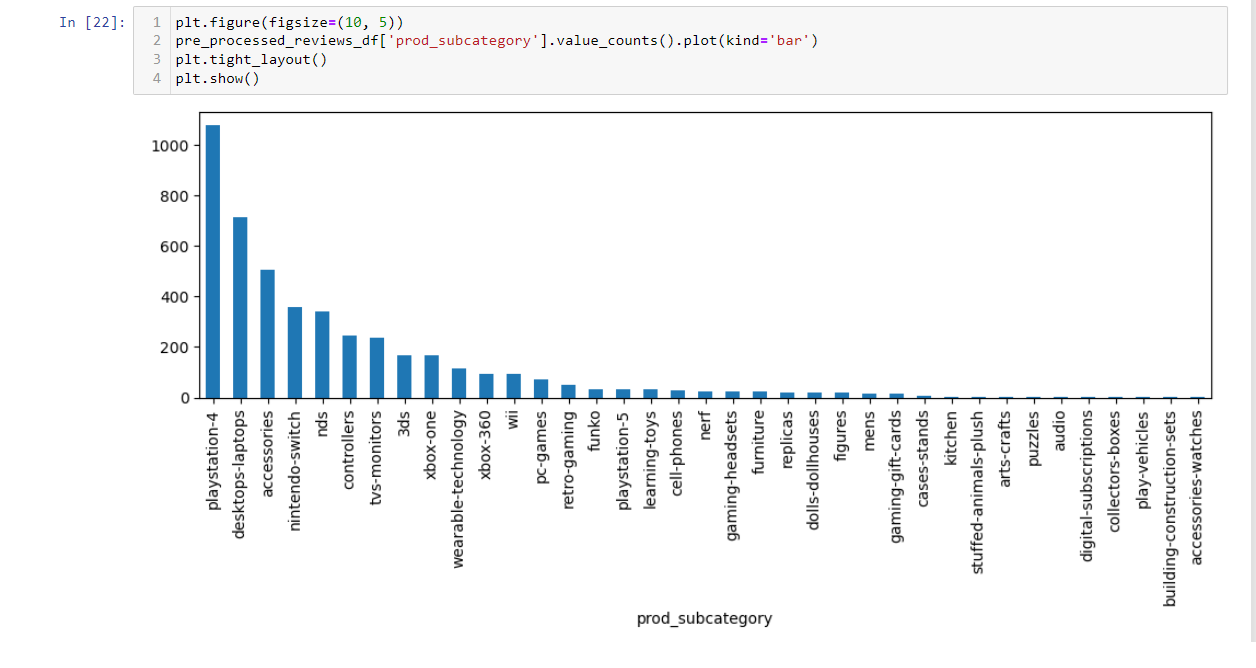 In [22]:
1 plt.figure(figsize=(10, 5))
2 pre_processed_reviews_df['prod_subcategory'].value_counts().plot(kind='bar')
3 plt.tight_layout()
4 plt.show()
1000
800
600
400
200
0
playstation-4
desktops-laptops
accessories
nintendo-switch
nds
controllers
tvs-monitors
3ds
xbox-one
wearable-technology
xbox-360
wii
pc-games
retro-gaming
funko
playstation-5
learning-toys
cell-phones
nerf
gaming-headsets
furniture
replicas
dolls-dollhouses
figures
mens
gaming-gift-cards
cases-stands
kitchen
stuffed-animals-plush
arts-crafts
puzzles
audio
digital-subscriptions
collectors-boxes
play-vehicles
building-construction-sets
accessories-watches
prod_subcategory